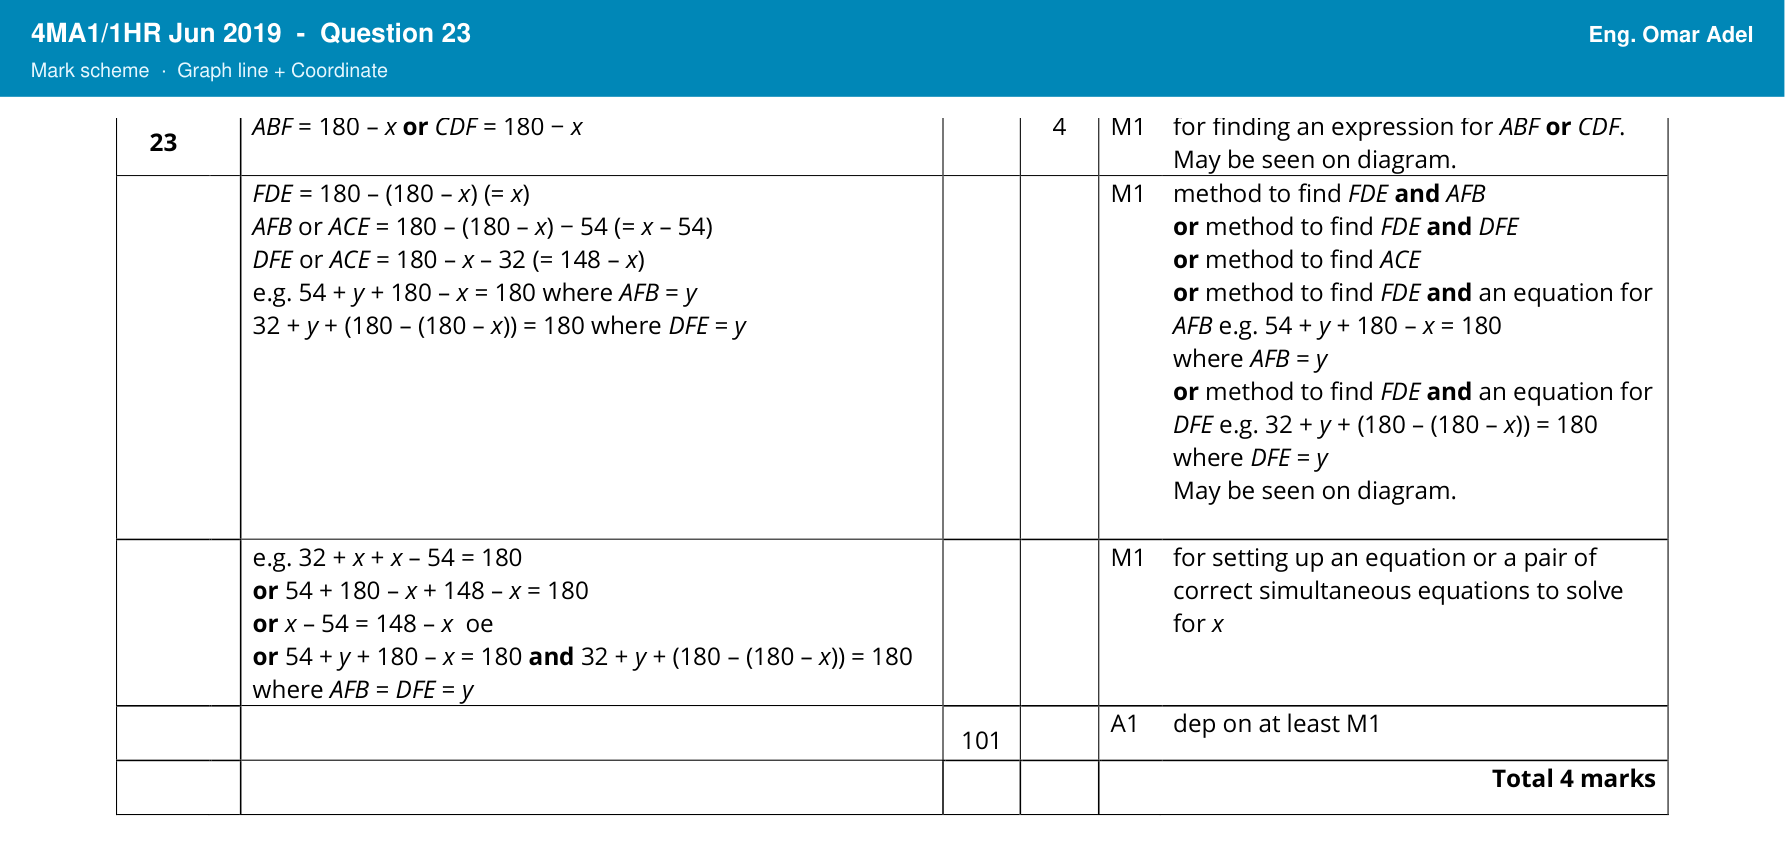 4MA1/1HR Jun 2019 - Question 23
Eng. Omar Adel
Mark scheme · Graph line + Coordinate
23
ABF = 180 – x or CDF = 180 − x
4
M1 for finding an expression for ABF or CDF.
May be seen on diagram.
FDE = 180 – (180 – x) (= x)
AFB or ACE = 180 – (180 – x) − 54 (= x – 54)
DFE or ACE = 180 – x – 32 (= 148 – x)
e.g. 54 + y + 180 – x = 180 where AFB = y
32 + y + (180 – (180 – x)) = 180 where DFE = y
M1 method to find FDE and AFB
or method to find FDE and DFE
or method to find ACE
or method to find FDE and an equation for
AFB e.g. 54 + y + 180 – x = 180
where AFB = y
or method to find FDE and an equation for
DFE e.g. 32 + y + (180 – (180 – x)) = 180
where DFE = y
May be seen on diagram.
e.g. 32 + x + x – 54 = 180
or 54 + 180 – x + 148 – x = 180
or x – 54 = 148 – x oe
or 54 + y + 180 – x = 180 and 32 + y + (180 – (180 – x)) = 180
where AFB = DFE = y
M1 for setting up an equation or a pair of
correct simultaneous equations to solve
for x
101
A1 dep on at least M1
Total 4 marks